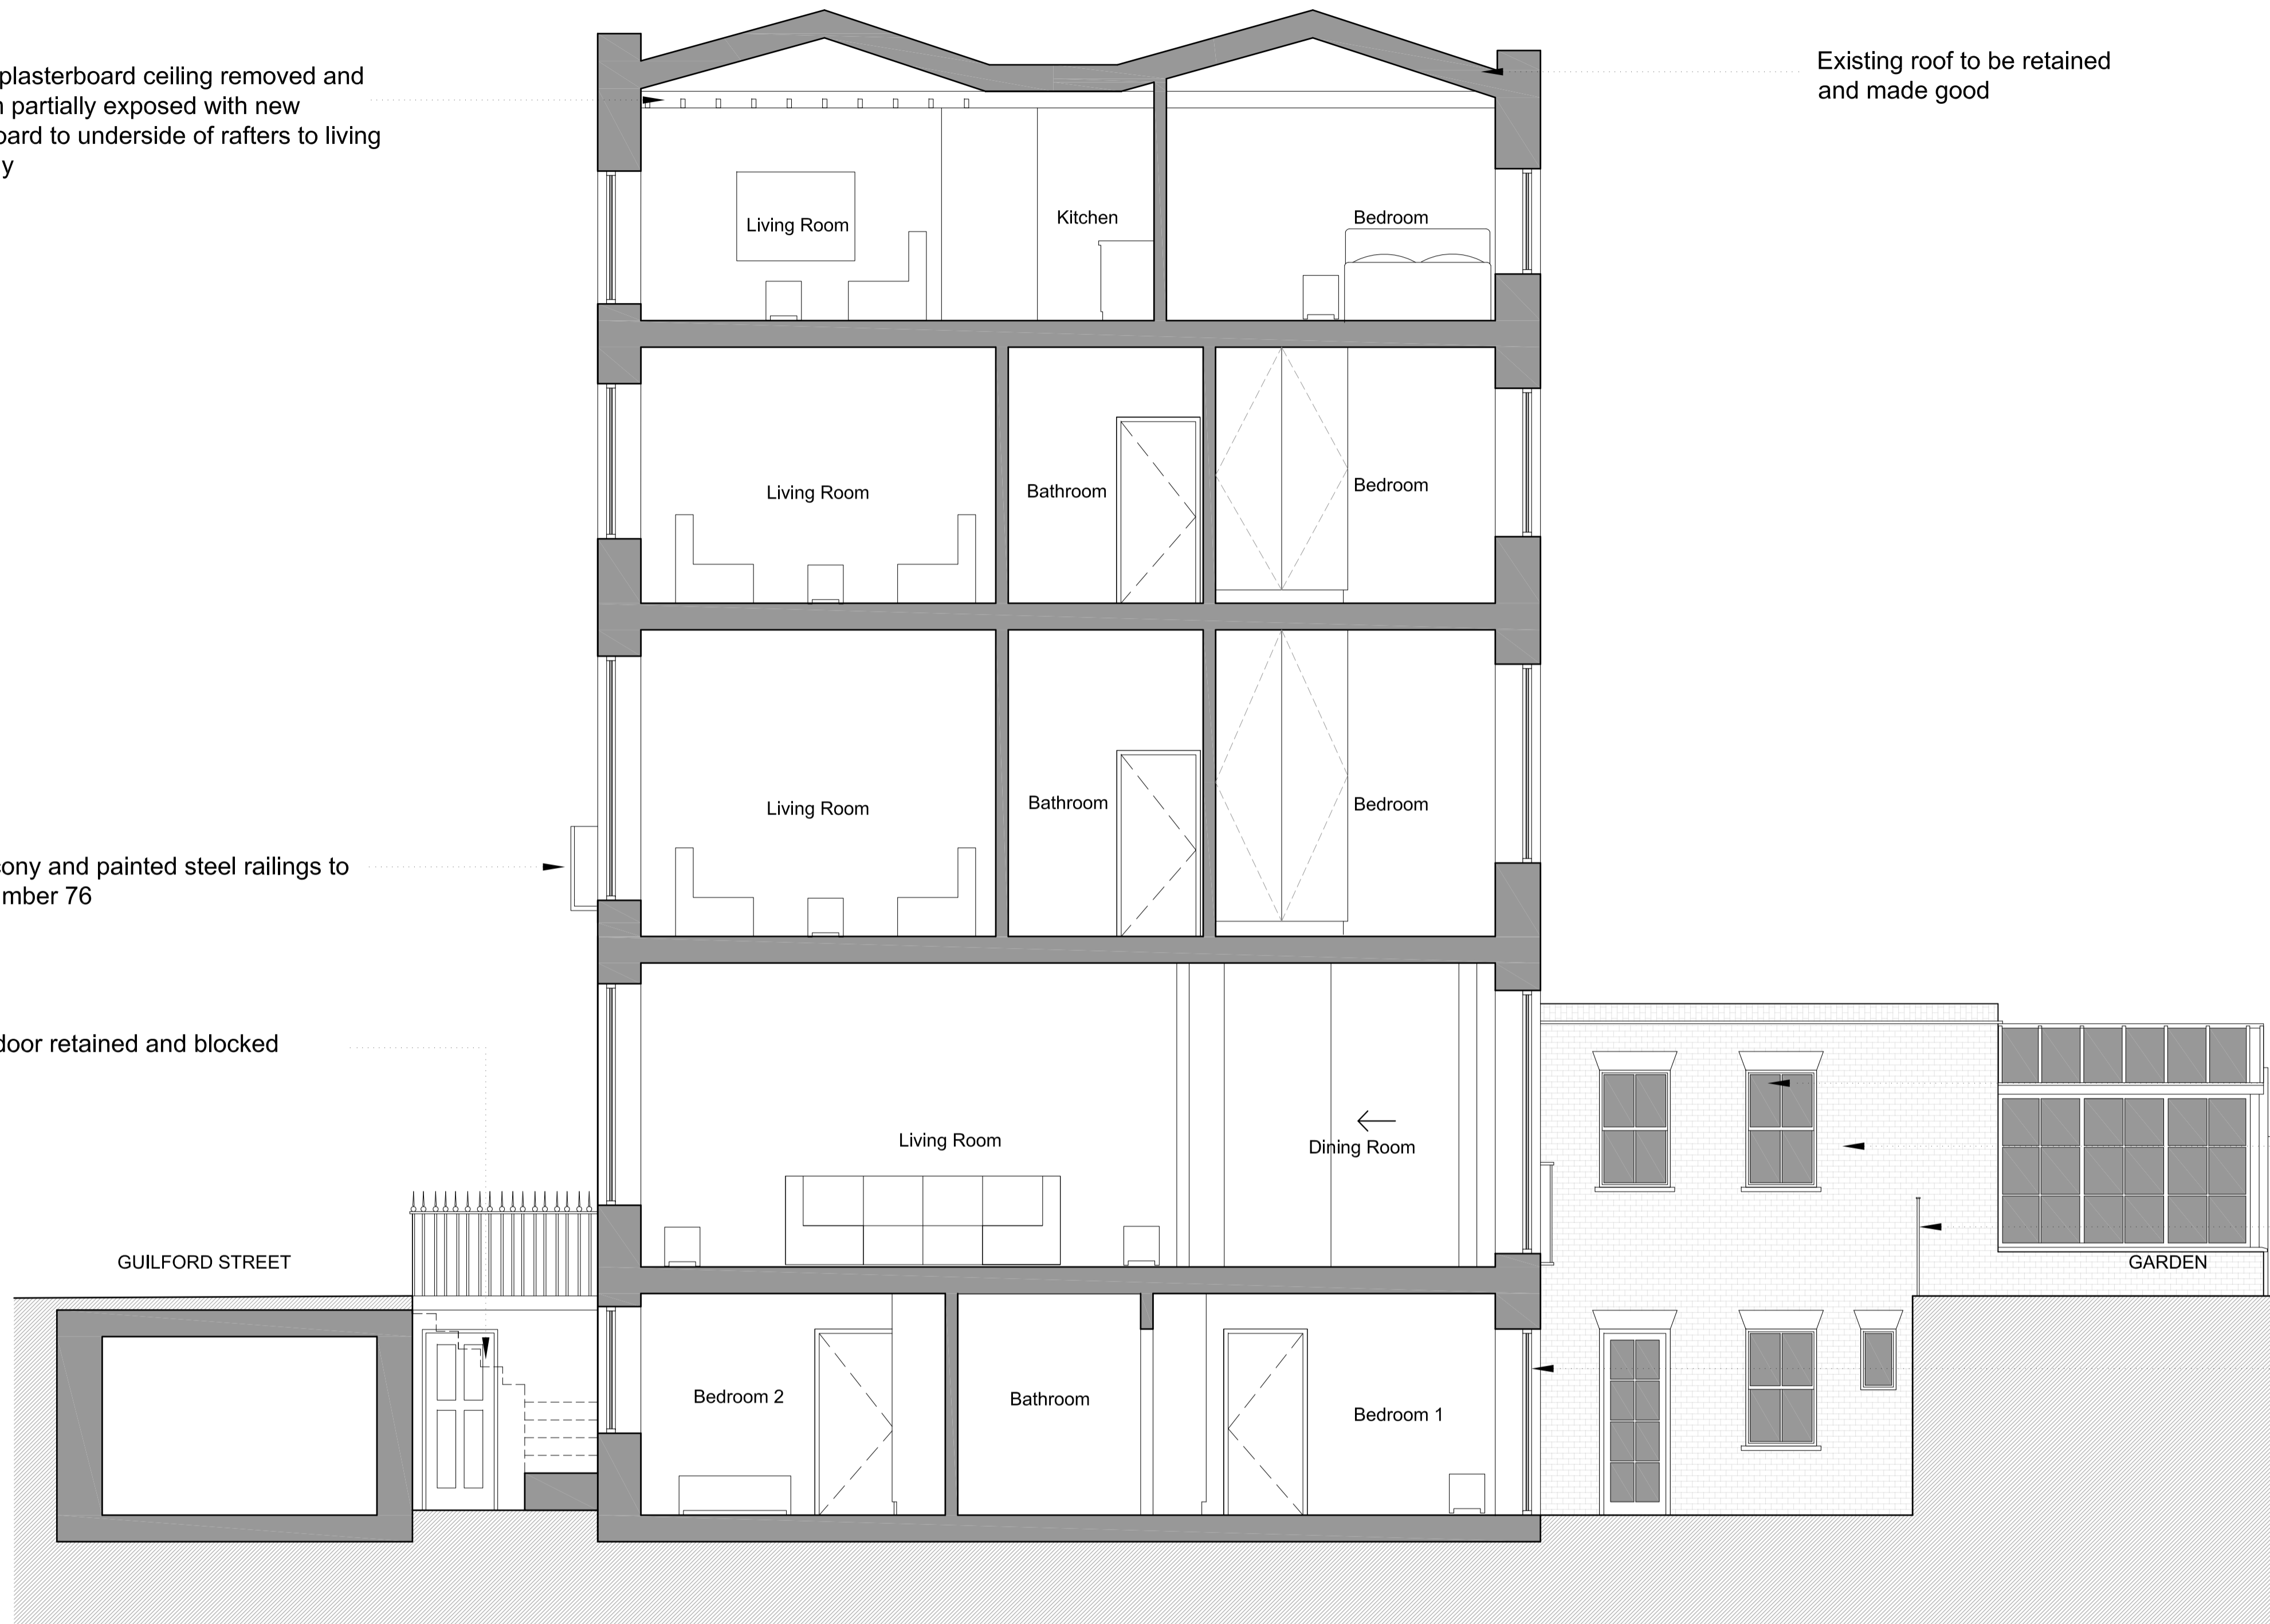 plasterboard ceiling removed and
partially exposed with new
board to underside of rafters to living
Existing roof to be retained
and made good
Living Room
Kitchen
Bedroom
Living Room
Bathroom
Bedroom
Living Room
Bathroom
Bedroom
and painted steel railings to
76
door retained and blocked
Living Room
Dining Room
GUILFORD STREET
GARDEN
Bedroom 2
Bathroom
Bedroom 1